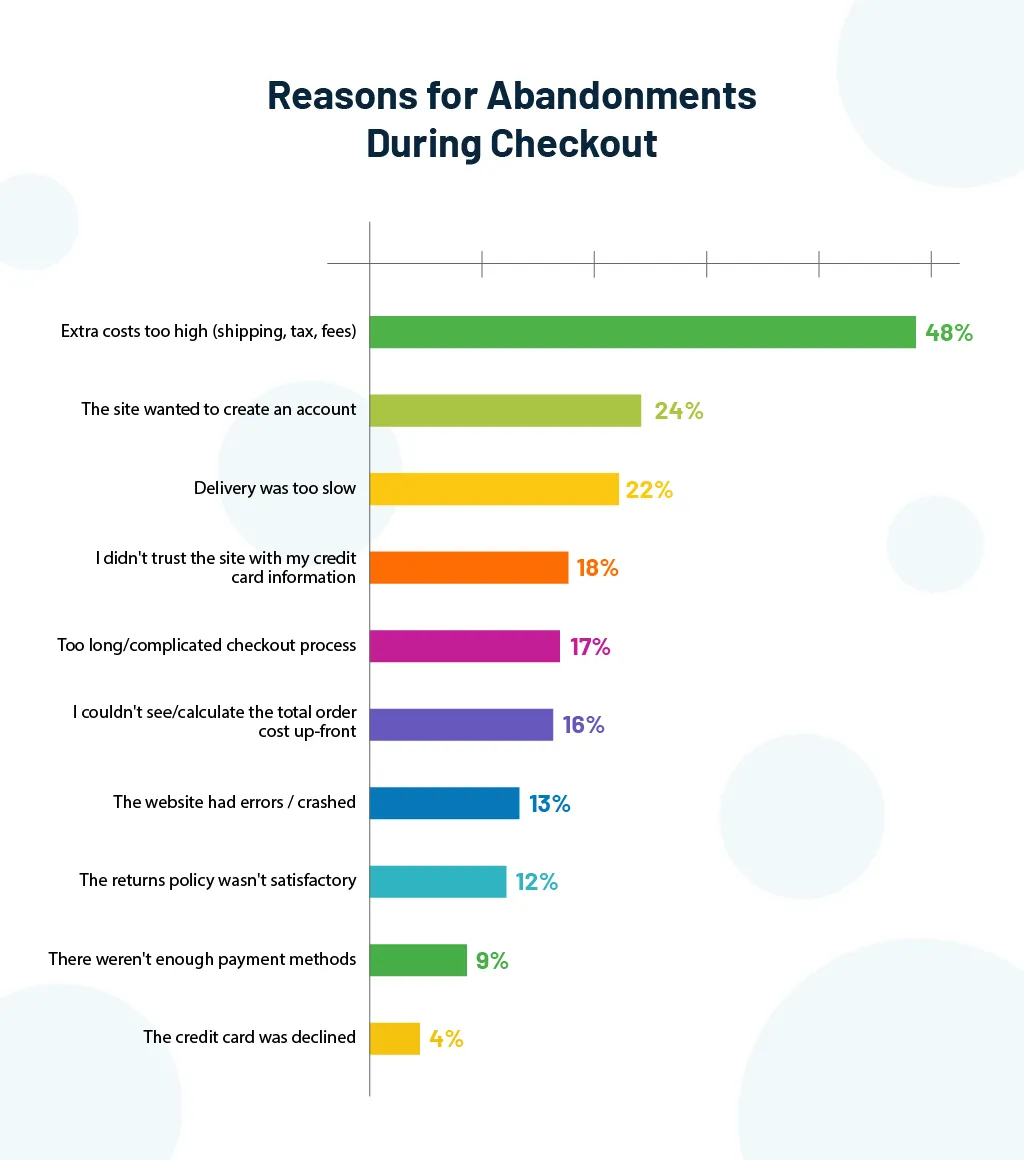 Reasons for Abandonments
During Checkout
Extra costs too high (shipping, tax, fees)
48%
The site wanted to create an account
24%
Delivery was too slow
22%
I didn't trust the site with my credit
card information
18%
Too long/complicated checkout process
17%
I couldn't see/calculate the total order
cost up-front
16%
The website had errors / crashed
13%
The returns policy wasn't satisfactory
12%
There weren't enough payment methods
9%
The credit card was declined
4%